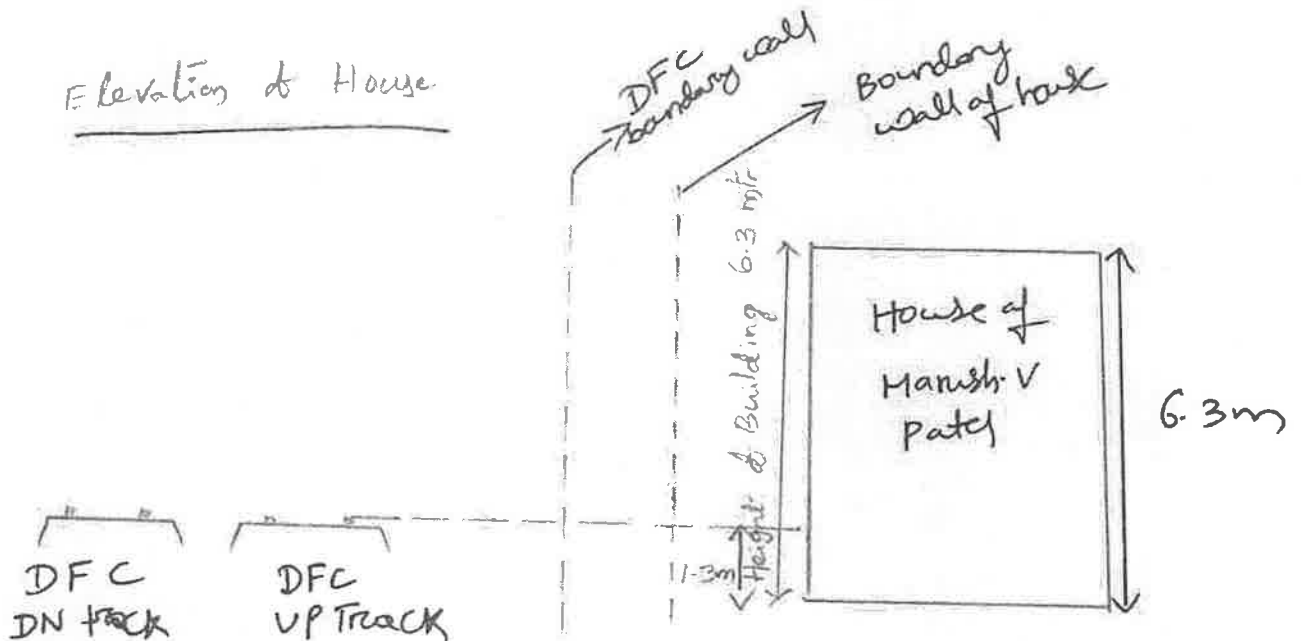 Elevation of House
DFC
boundary wall
Boundary
wall of house
Height of Building 6.3 mtr
House of
Manush.V
Patel
6.3m
1.3m
DFC
DN track
DFC
UP Track